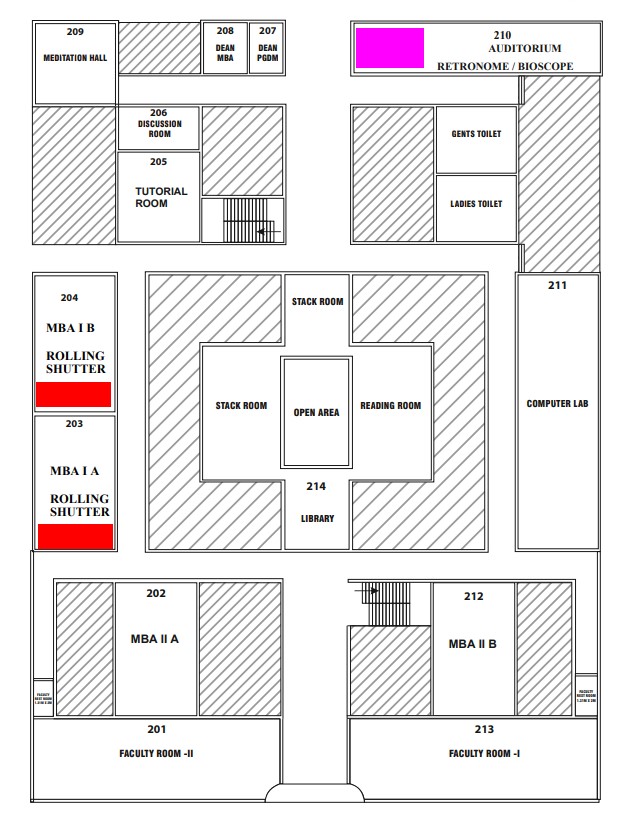 210
AUDITORIUM
RETRONOME / BIOSCOPE
GENTS TOILET
LADIES TOILET
211
COMPUTER LAB
212
MBA II B
213
FACULTY ROOM -I
READING ROOM
STACK ROOM
OPEN AREA
214
LIBRARY
STACK ROOM
207
DEAN
PGDM
208
DEAN
MBA
206
DISCUSSION
ROOM
205
TUTORIAL
ROOM
209
MEDITATION HALL
204
MBA I B
ROLLING
SHUTTER
203
MBA I A
ROLLING
SHUTTER
202
MBA II A
201
FACULTY ROOM -II